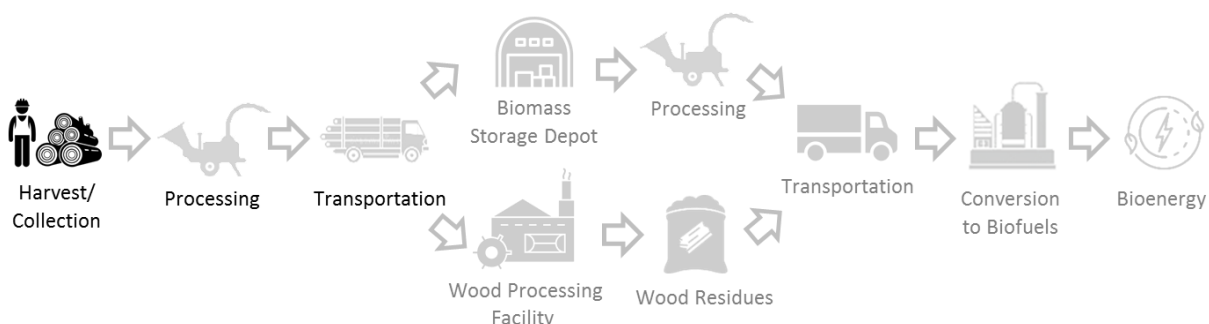 Harvest/
Collection
Processing
Transportation
Biomass
Storage Depot
Processing
Wood Processing
Facility
Wood Residues
Transportation
Conversion
to Biofuels
Bioenergy